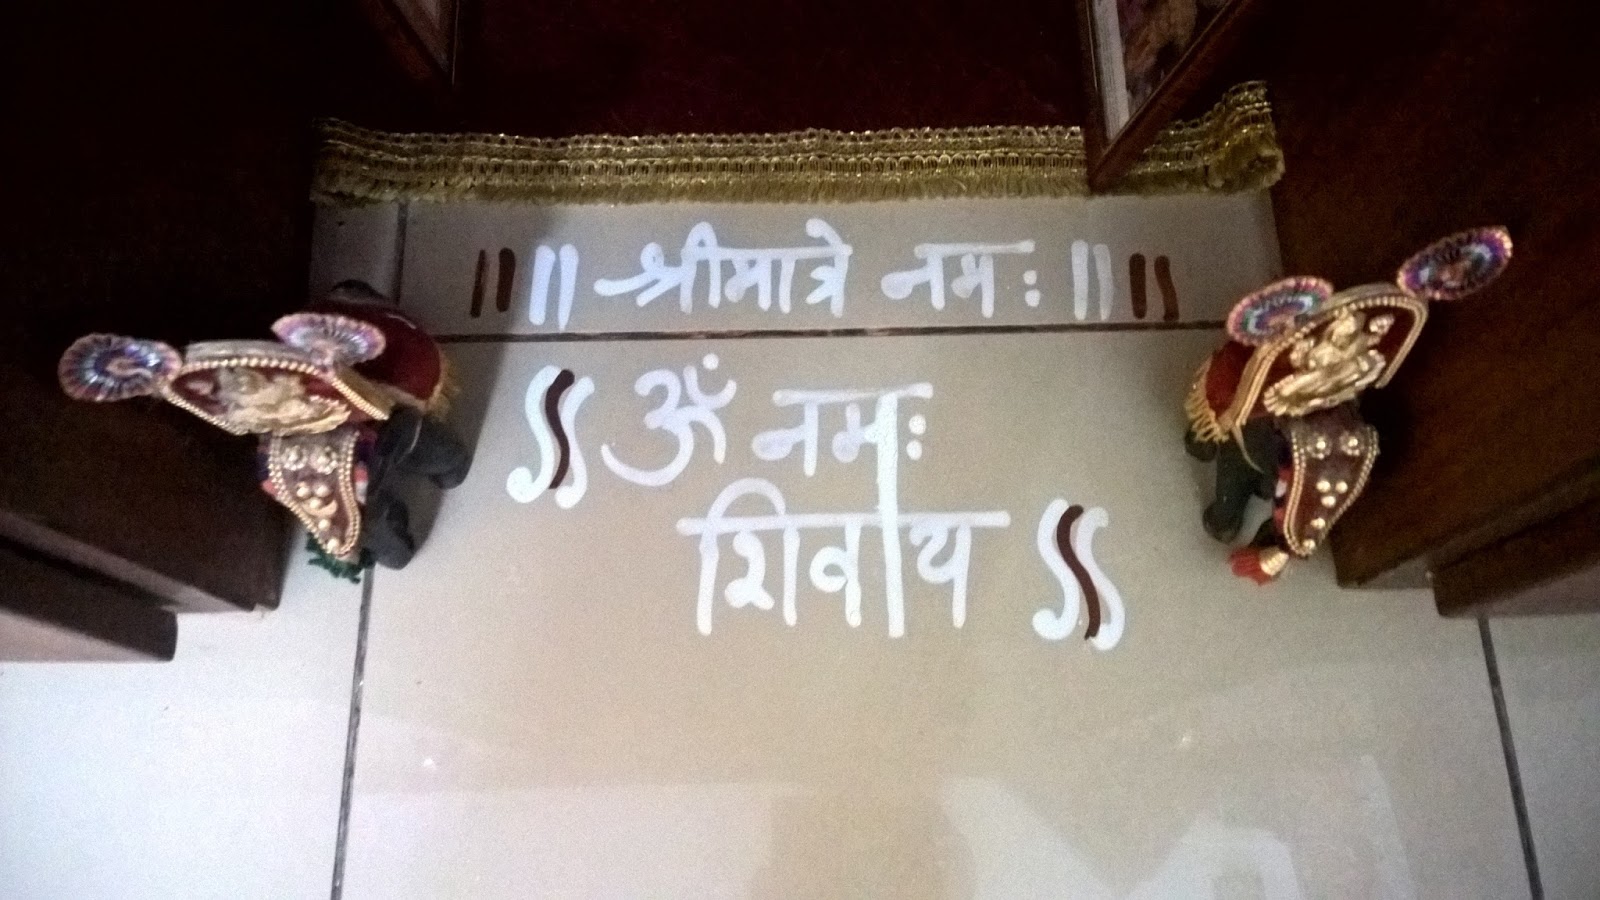 ॥ ॥ श्रीमात्रे नमः ॥ ॥
॥ ॐ नमः
शिवाय ॥